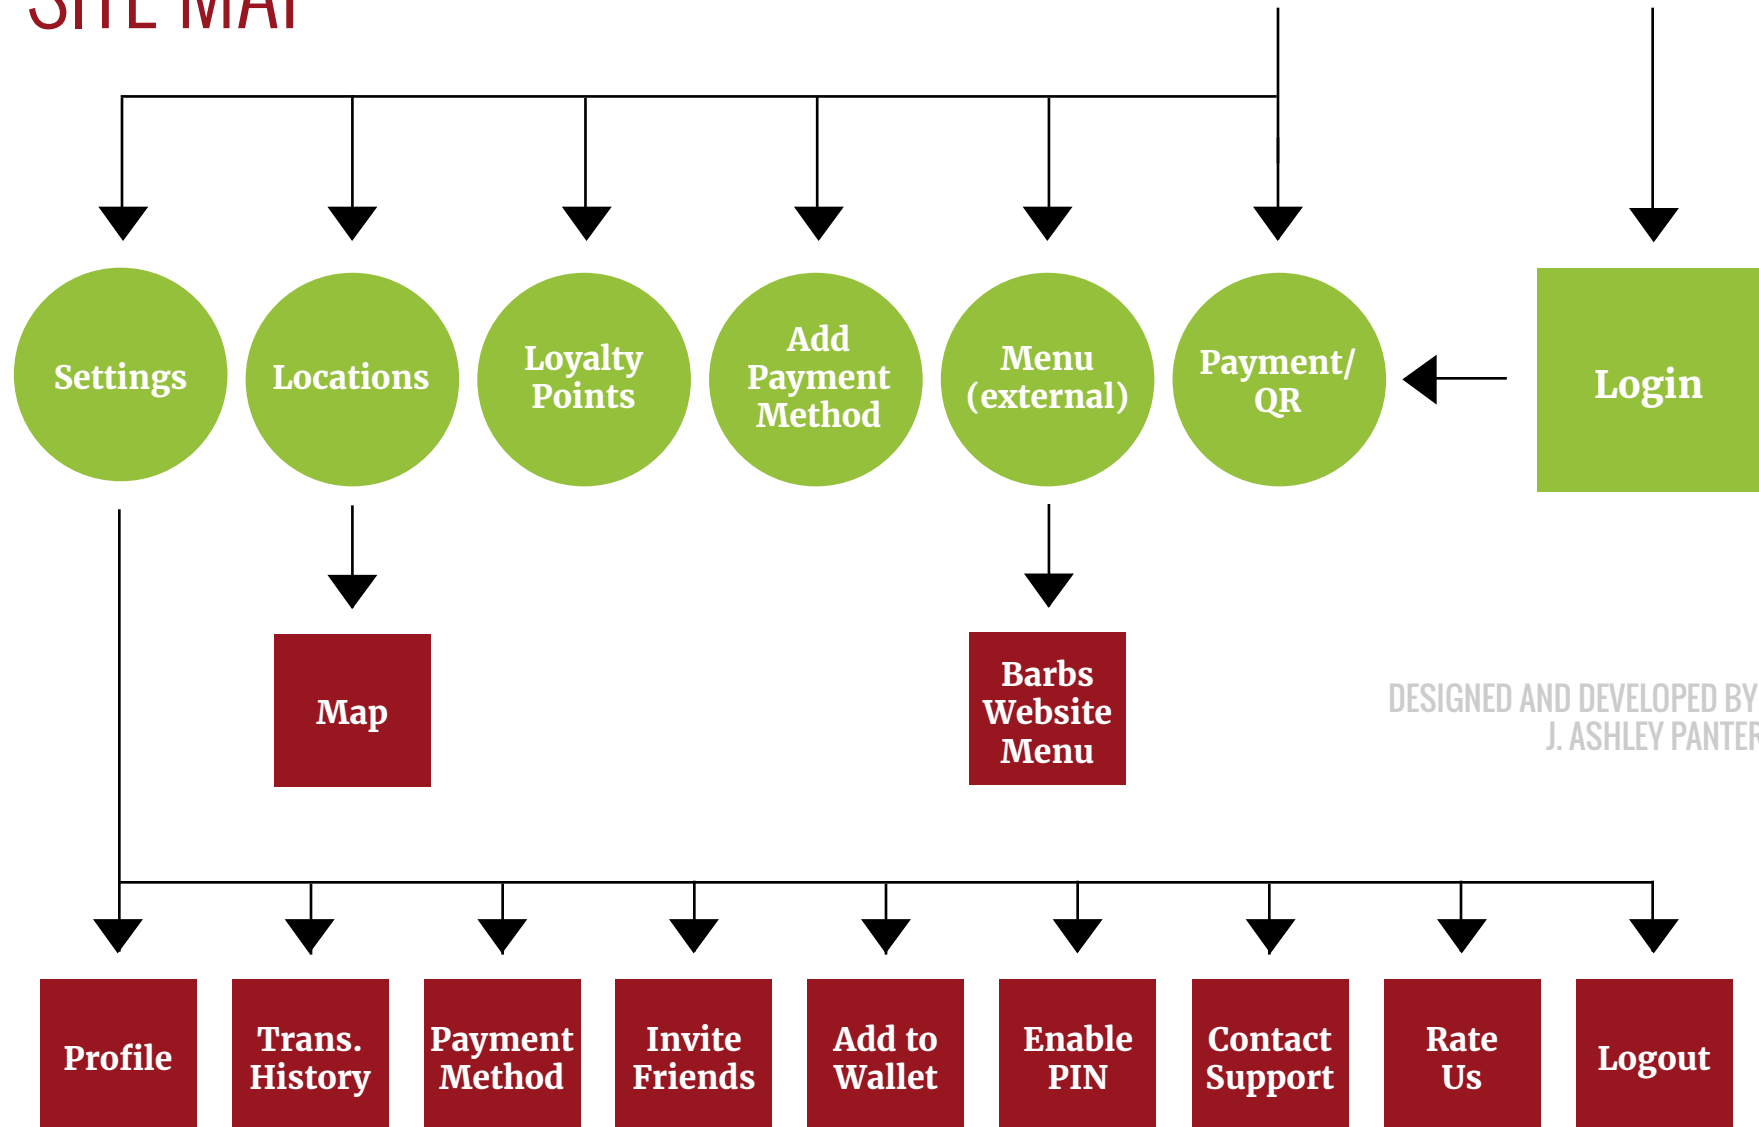 SITE MAP
Settings
Locations
Loyalty
Points
Add
Payment
Method
Menu
(external)
Payment/
QR
Login
Map
Barbs
Website
Menu
DESIGNED AND DEVELOPED BY
J. ASHLEY PANTER
Profile
Trans.
History
Payment
Method
Invite
Friends
Add to
Wallet
Enable
PIN
Contact
Support
Rate
Us
Logout